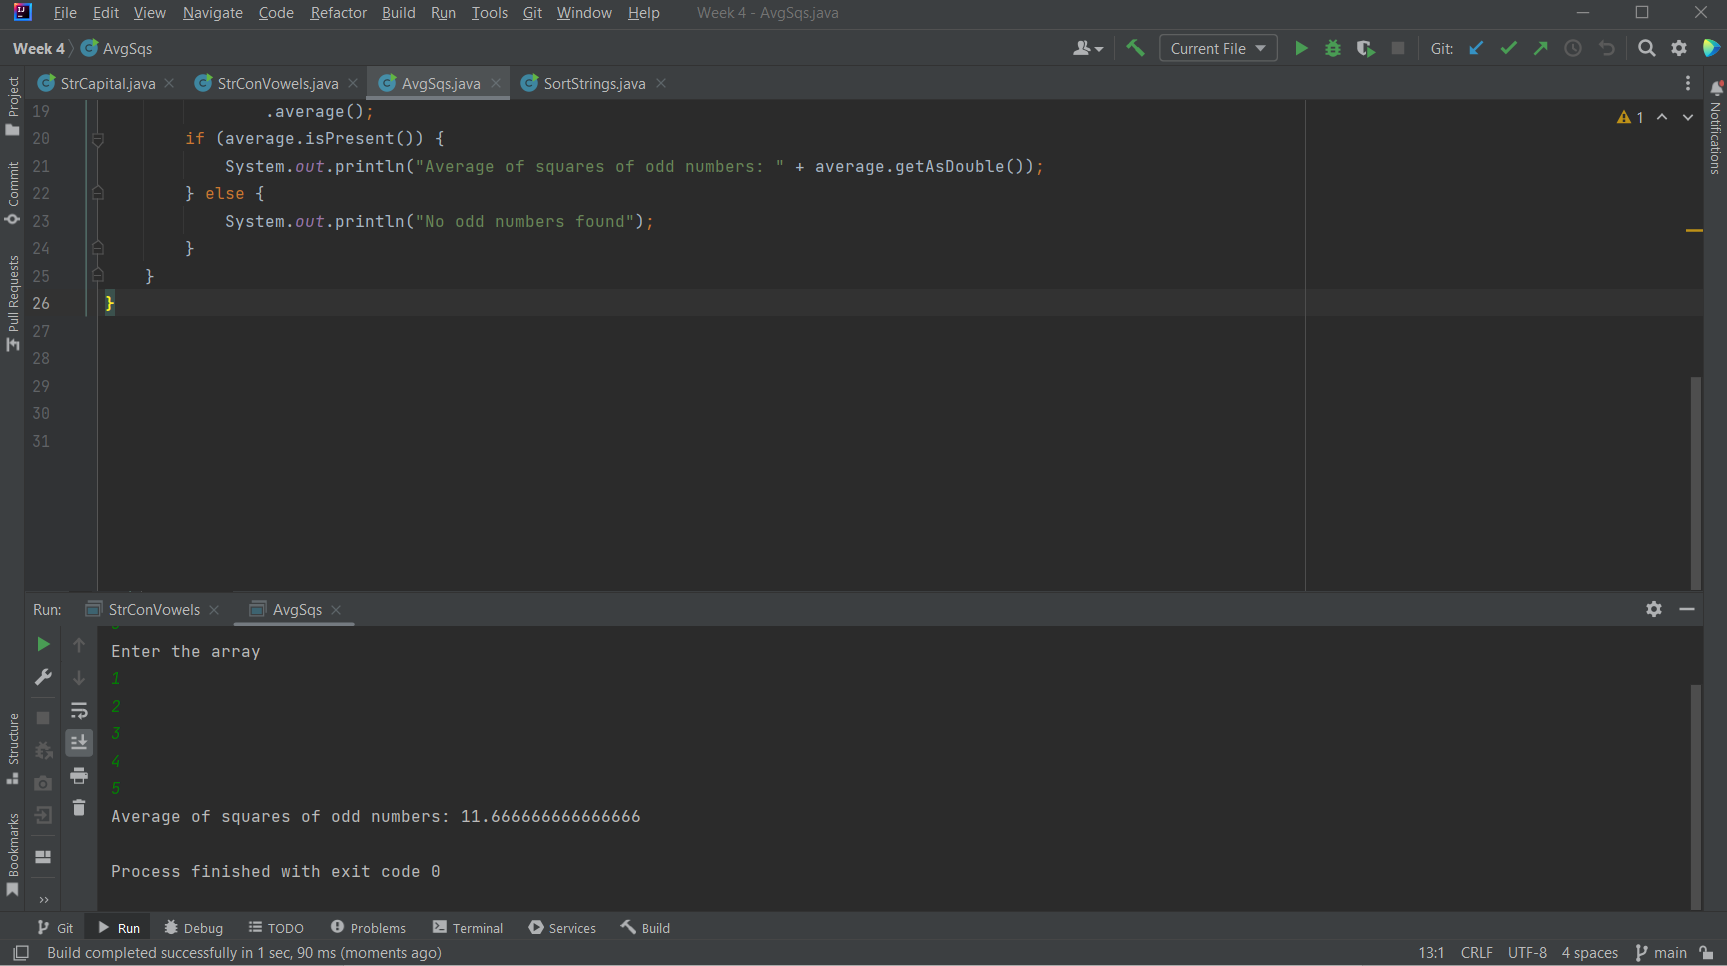 File Edit View Navigate Code Refactor Build Run Tools Git Window Help Week 4 - AvgSqs.java
Week 4 AvgSqs Current File Git:
StrCapital.java StrConVowels.java AvgSqs.java SortStrings.java
Project
Commit
Pull Requests
Structure
Bookmarks
Notifications
1
19 .average();
20 if (average.isPresent()) {
21 System.out.println("Average of squares of odd numbers: " + average.getAsDouble());
22 } else {
23 System.out.println("No odd numbers found");
24 }
25 }
26 }
27
28
29
30
31
Run: StrConVowels AvgSqs
Enter the array
1
2
3
4
5
Average of squares of odd numbers: 11.666666666666666
Process finished with exit code 0
Git Run Debug TODO Problems Terminal Services Build
Build completed successfully in 1 sec, 90 ms (moments ago) 13:1 CRLF UTF-8 4 spaces main